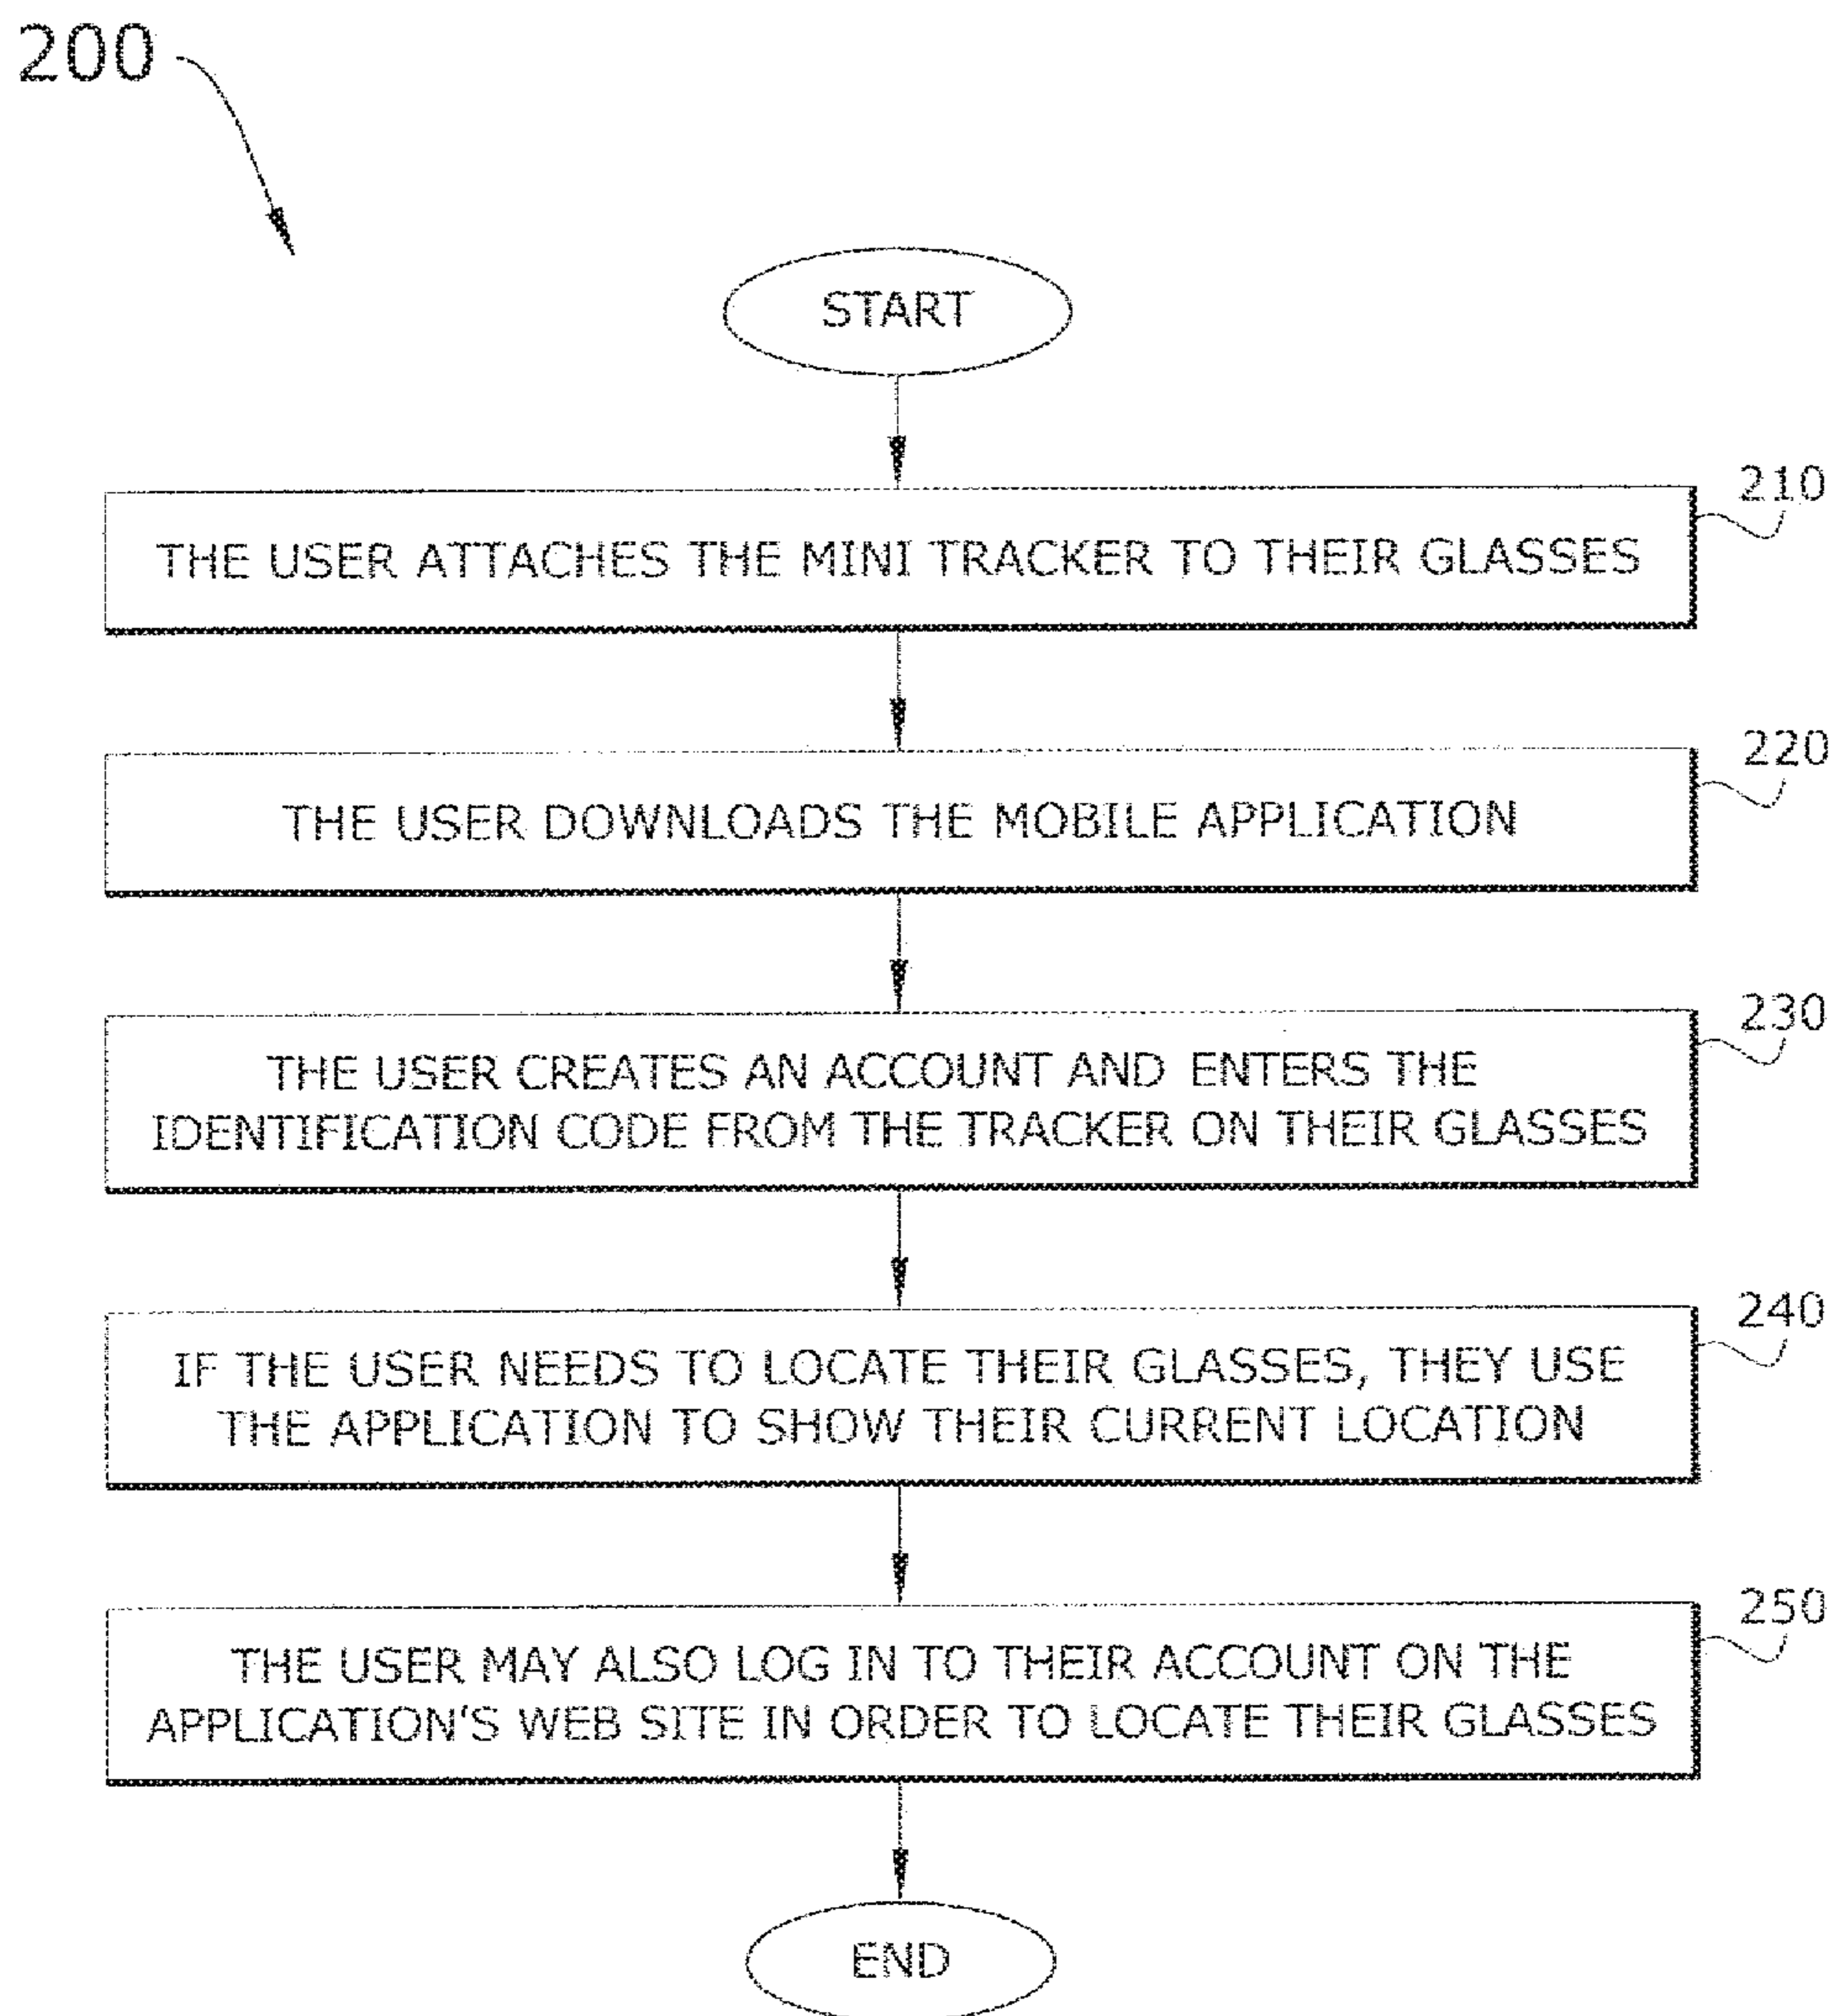 200
START
210
THE USER ATTACHES THE MINI TRACKER TO THEIR GLASSES
220
THE USER DOWNLOADS THE MOBILE APPLICATION
230
THE USER CREATES AN ACCOUNT AND ENTERS THE
IDENTIFICATION CODE FROM THE TRACKER ON THEIR GLASSES
240
IF THE USER NEEDS TO LOCATE THEIR GLASSES, THEY USE
THE APPLICATION TO SHOW THEIR CURRENT LOCATION
250
THE USER MAY ALSO LOG IN TO THEIR ACCOUNT ON THE
APPLICATION'S WEB SITE IN ORDER TO LOCATE THEIR GLASSES
END